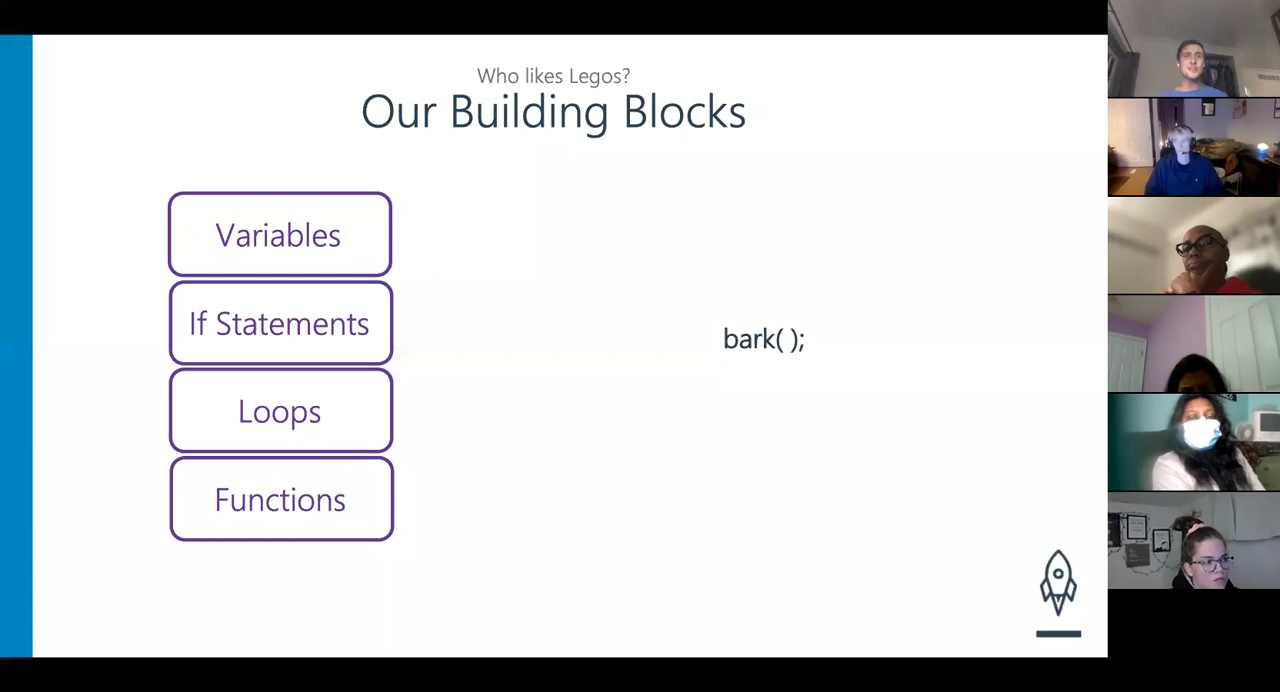 Who likes Legos?
Our Building Blocks
Variables
If Statements
Loops
Functions
bark( );